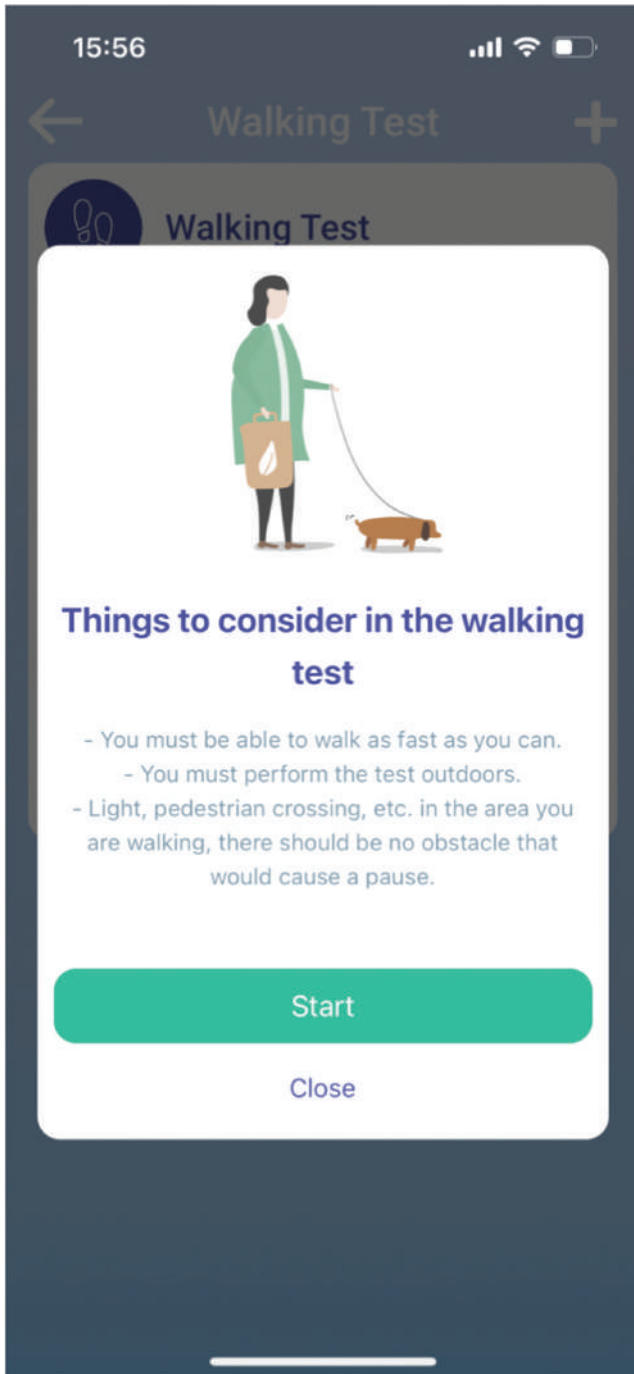 15:56
Walking Test
Walking Test
Things to consider in the walking
test
- You must be able to walk as fast as you can.
- You must perform the test outdoors.
- Light, pedestrian crossing, etc. in the area you
are walking, there should be no obstacle that
would cause a pause.
Start
Close